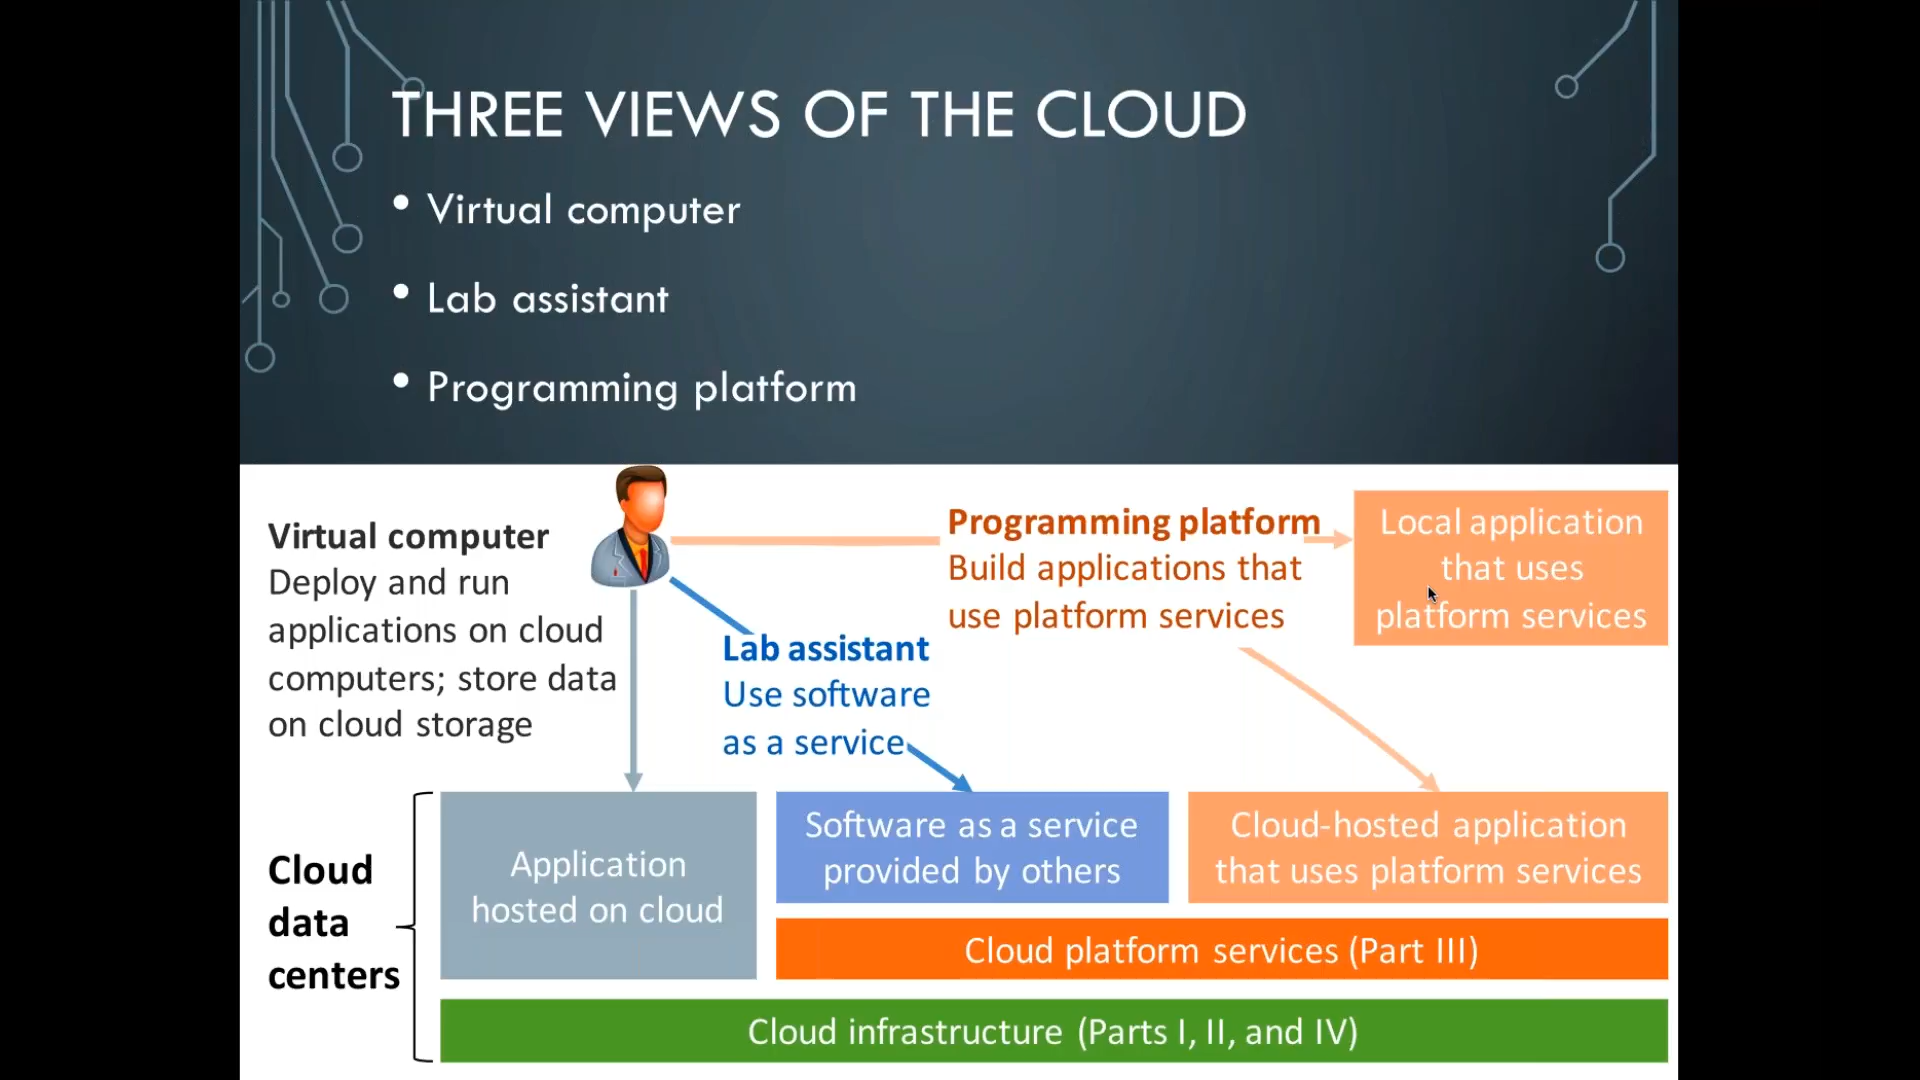 THREE VIEWS OF THE CLOUD
• Virtual computer
• Lab assistant
• Programming platform
Virtual computer
Deploy and run
applications on cloud
computers; store data
on cloud storage
Programming platform
Build applications that
use platform services
Local application
that uses
platform services
Lab assistant
Use software
as a service
Cloud
data
centers
Application
hosted on cloud
Software as a service
provided by others
Cloud-hosted application
that uses platform services
Cloud platform services (Part III)
Cloud infrastructure (Parts I, II, and IV)